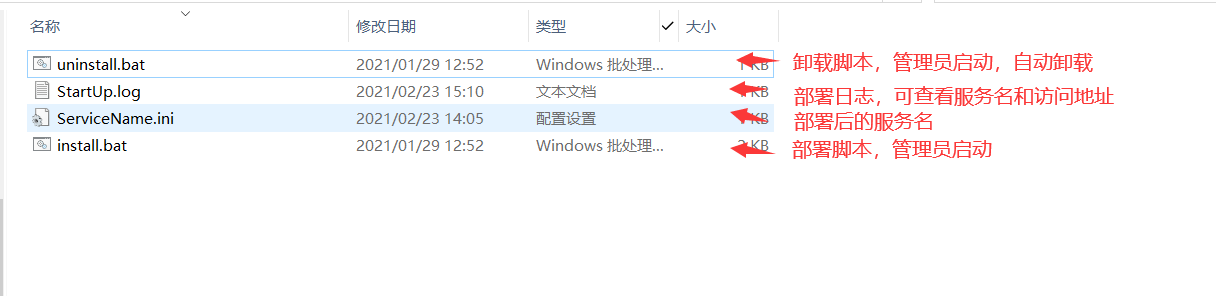 名称 修改日期 类型 大小
uninstall.bat 2021/01/29 12:52 Windows 批处理... 1 KB 卸载脚本，管理员启动，自动卸载
StartUp.log 2021/02/23 15:10 文本文档 KB 部署日志，可查看服务名和访问地址
ServiceName.ini 2021/02/23 14:05 配置设置 KB 部署后的服务名
install.bat 2021/01/29 12:52 Windows 批处理... KB 部署脚本，管理员启动